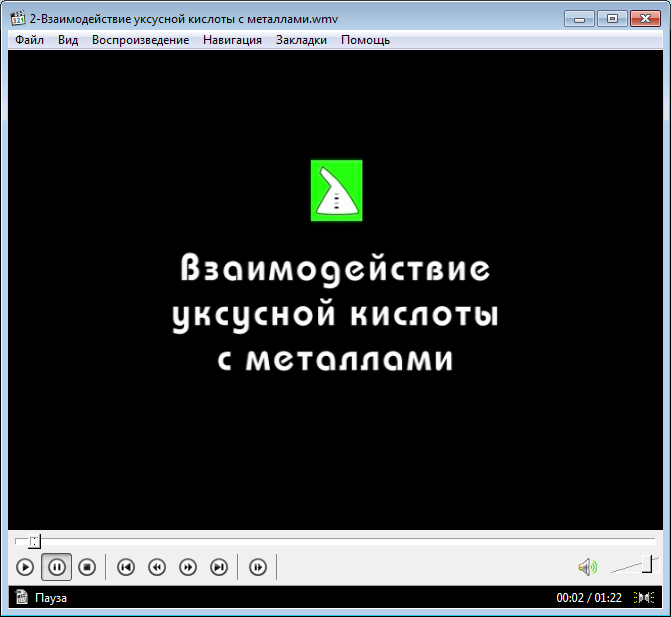 2-Взаимодействие уксусной кислоты с металлами.wmv
Файл Вид Воспроизведение Навигация Закладки Помощь
Взаимодействие
уксусной кислоты
с металлами
Пауза 00:02 / 01:22